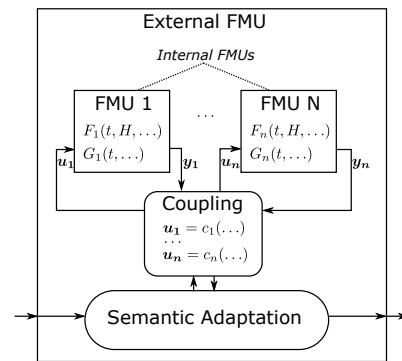 External FMU
Internal FMUs
FMU 1
F₁(t, H, ...)
G₁(t, ...)
...
FMU N
Fₙ(t, H, ...)
Gₙ(t, ...)
u₁
y₁
uₙ
yₙ
Coupling
u₁ = c₁(...)
...
uₙ = cₙ(...)
Semantic Adaptation